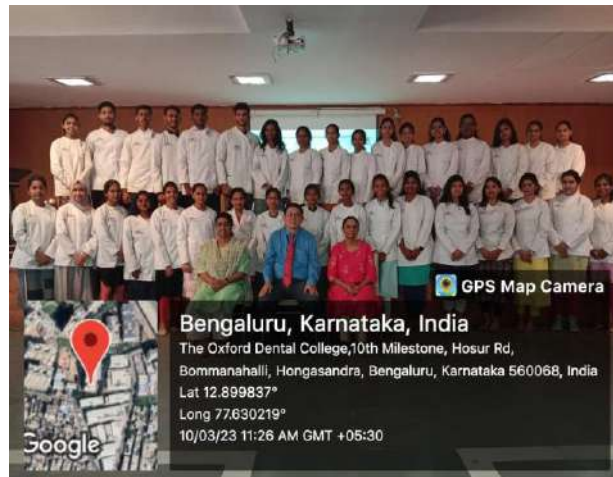 GPS Map Camera
Bengaluru, Karnataka, India
The Oxford Dental College,10th Milestone, Hosur Rd,
Bommanahalli, Hongasandra, Bengaluru, Karnataka 560068, India
Lat 12.899837°
Long 77.630219°
10/03/23 11:26 AM GMT +05:30
Google